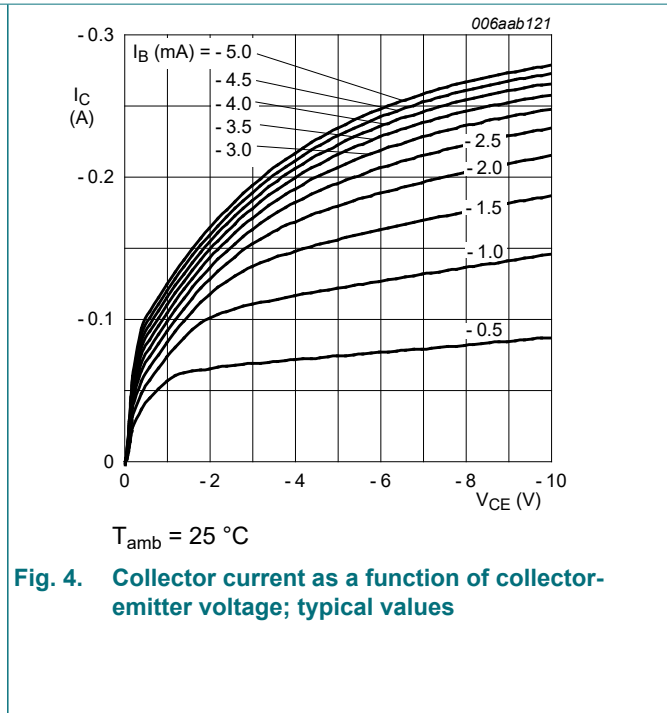 006aab121
- 0.3
I_B (mA) = - 5.0
- 4.5
- 4.0
- 3.5
- 3.0
I_C
(A)
- 0.2
- 2.5
- 2.0
- 1.5
- 1.0
- 0.1
- 0.5
0
0 - 2 - 4 - 6 - 8 - 10
V_CE (V)
T_amb = 25 °C
Fig. 4. Collector current as a function of collector-
emitter voltage; typical values